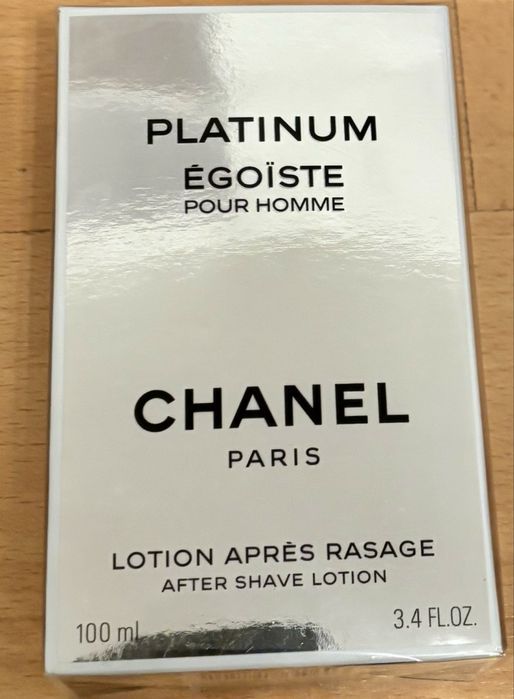 PLATINUM
ÉGOÏSTE
POUR HOMME
CHANEL
PARIS
LOTION APRÈS RASAGE
AFTER SHAVE LOTION
100 ml 3.4 FL.OZ.